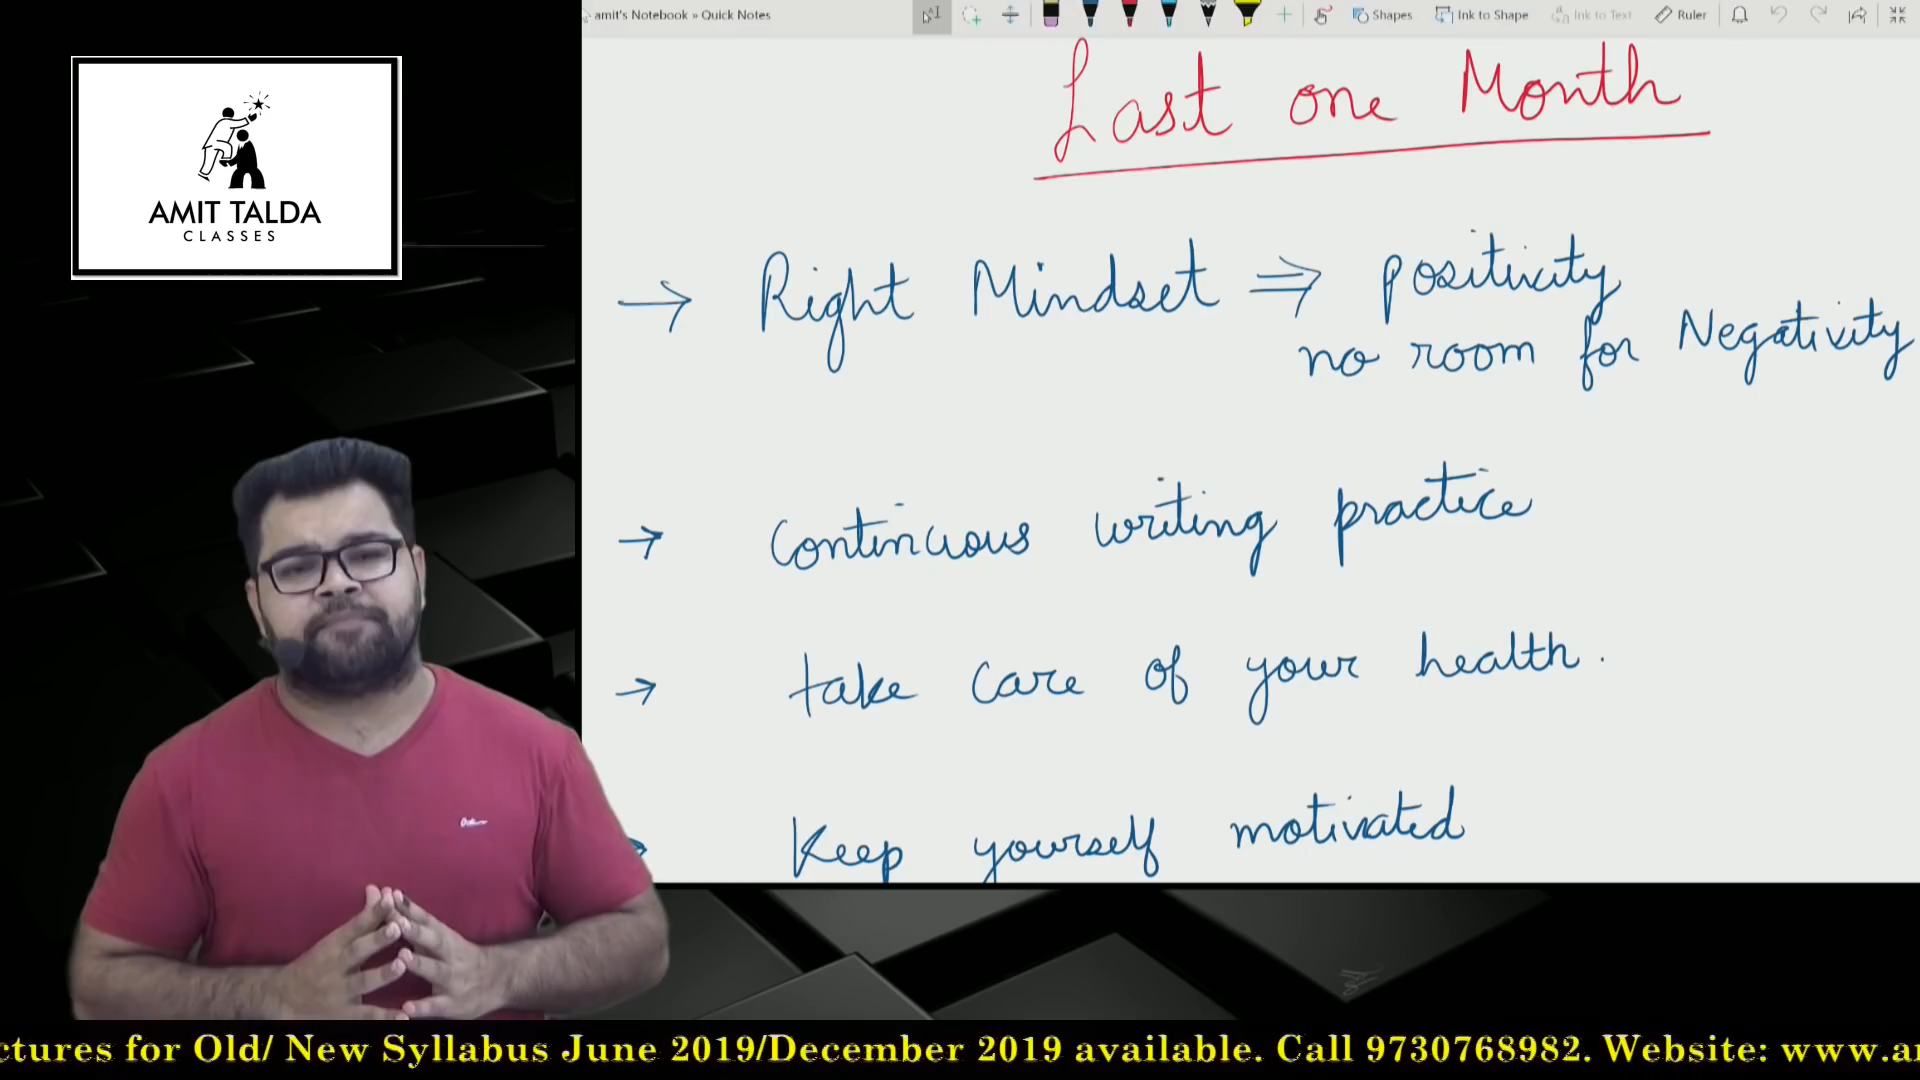 amit's Notebook » Quick Notes
Shapes
Ink to Shape
Ink to Text
Ruler
AMIT TALDA
CLASSES
Last one Month
→ Right Mindset ⇒ positivity
no room for Negativity
→ Continuous writing practice
→ take care of your health.
Keep yourself motivated
ctures for Old/ New Syllabus June 2019/December 2019 available. Call 9730768982. Website: www.a